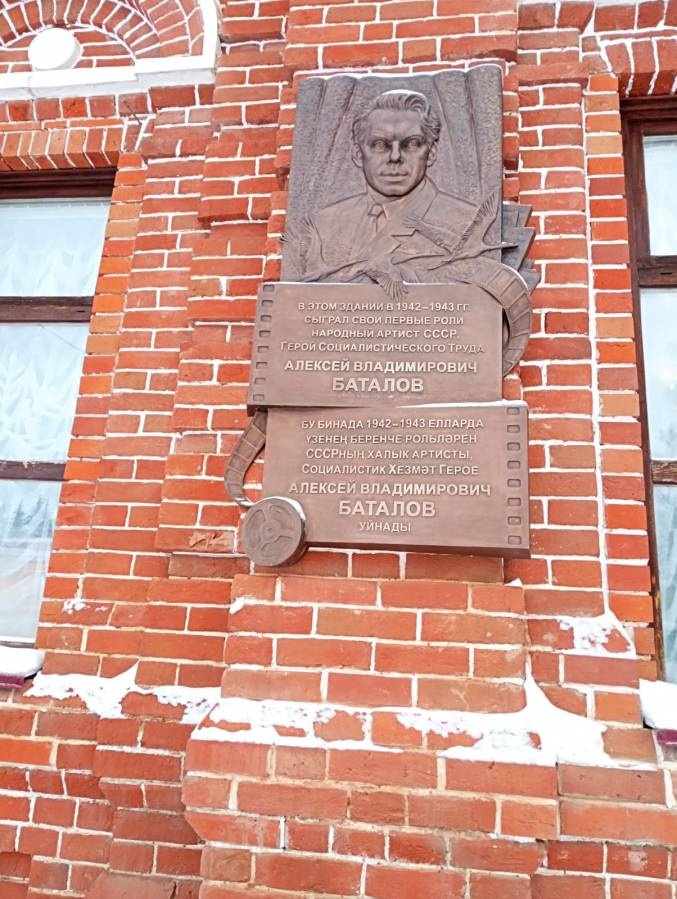 В ЭТОМ ЗДАНИИ В 1942–1943 ГГ.
СЫГРАЛ СВОИ ПЕРВЫЕ РОЛИ
НАРОДНЫЙ АРТИСТ СССР,
ГЕРОЙ СОЦИАЛИСТИЧЕСКОГО ТРУДА
АЛЕКСЕЙ ВЛАДИМИРОВИЧ
БАТАЛОВ
БУ БИНАДА 1942–1943 ЕЛЛАРДА
ҮЗЕНЕҢ БЕРЕНЧЕ РОЛЬЛӘРЕН
СССРНЫҢ ХАЛЫК АРТИСТЫ,
СОЦИАЛИСТИК ХЕЗМӘТ ГЕРОЕ
АЛЕКСЕЙ ВЛАДИМИРОВИЧ
БАТАЛОВ
УЙНАДЫ